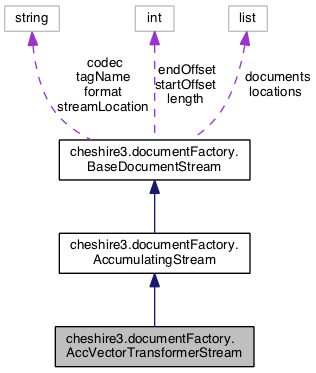 string
int
list
codec
tagName
format
streamLocation
endOffset
startOffset
length
documents
locations
cheshire3.documentFactory.
BaseDocumentStream
cheshire3.documentFactory.
AccumulatingStream
cheshire3.documentFactory.
AccVectorTransformerStream